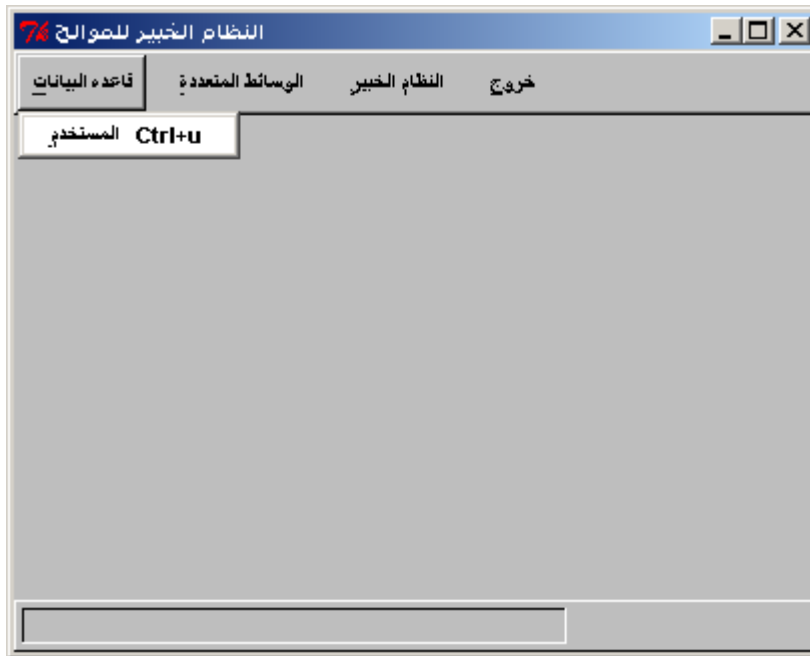 النظام الخبير للموالح
قاعده البيانات الوسائط المتعددة النظام الخبير خروج
المستخدم Ctrl+u